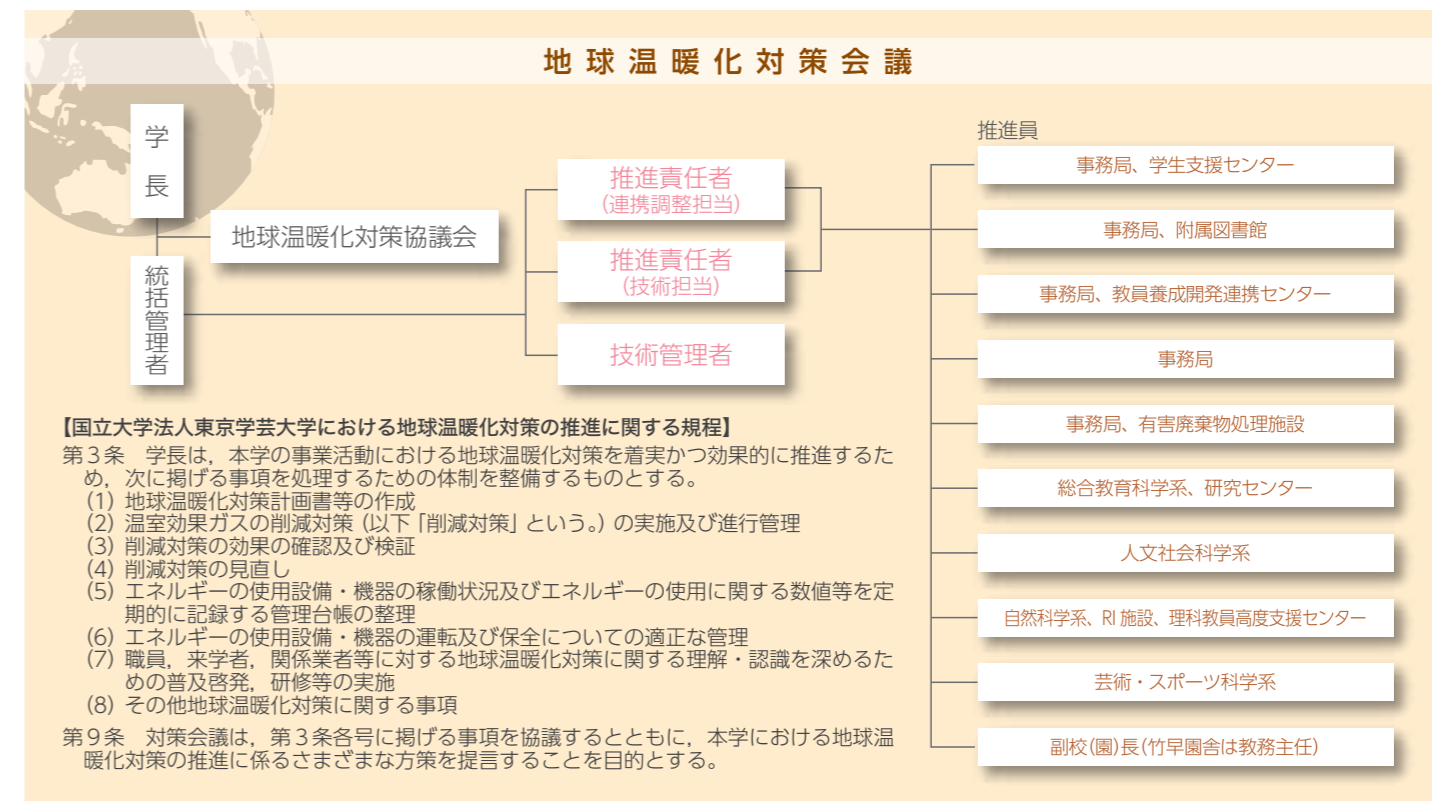 地球温暖化対策会議
学長
地球温暖化対策協議会
統括管理者
推進責任者
(連携調整担当)
推進責任者
(技術担当)
技術管理者
推進員
事務局、学生支援センター
事務局、附属図書館
事務局、教員養成開発連携センター
事務局
事務局、有害廃棄物処理施設
総合教育科学系、研究センター
人文社会科学系
自然科学系、RI 施設、理科教員高度支援センター
芸術・スポーツ科学系
副校(園)長(竹早園舎は教務主任)
【国立大学法人東京学芸大学における地球温暖化対策の推進に関する規程】
第3条　学長は，本学の事業活動における地球温暖化対策を着実かつ効果的に推進するた
め，次に掲げる事項を処理するための体制を整備するものとする。
(1) 地球温暖化対策計画書等の作成
(2) 温室効果ガスの削減対策（以下「削減対策」という。）の実施及び進行管理
(3) 削減対策の効果の確認及び検証
(4) 削減対策の見直し
(5) エネルギーの使用設備・機器の稼働状況及びエネルギーの使用に関する数値等を定
期的に記録する管理台帳の整理
(6) エネルギーの使用設備・機器の運転及び保全についての適正な管理
(7) 職員，来学者，関係業者等に対する地球温暖化対策に関する理解・認識を深めるた
めの普及啓発，研修等の実施
(8) その他地球温暖化対策に関する事項
第9条　対策会議は，第3条各号に掲げる事項を協議するとともに，本学における地球温
暖化対策の推進に係るさまざまな方策を提言することを目的とする。